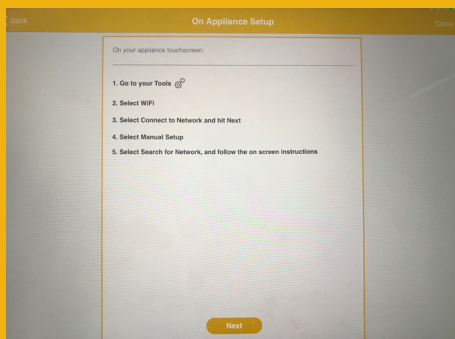 Back
On Appliance Setup
Close
On your appliance touchscreen:
1. Go to your Tools
2. Select WiFi
3. Select Connect to Network and hit Next
4. Select Manual Setup
5. Select Search for Network, and follow the on screen instructions
Next